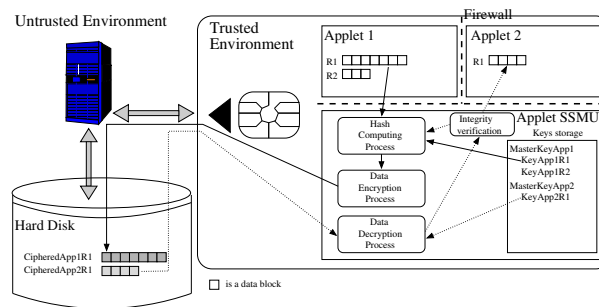 Untrusted Environment
Trusted
Environment
Firewall
Applet 1
Applet 2
R1
R2
R1
Applet SSMU
Hash
Computing
Process
Integrity
verification
Keys storage
MasterKeyApp1
KeyApp1R1
KeyApp1R2
MasterKeyApp2
KeyApp2R1
Data
Encryption
Process
Data
Decryption
Process
Hard Disk
CipheredApp1R1
CipheredApp2R1
is a data block